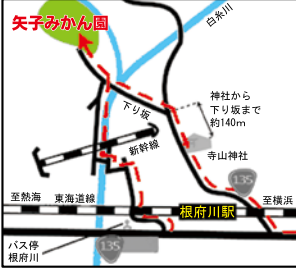 矢子みかん園
白糸川
下り坂
神社から
下り坂まで
約140m
新幹線
寺山神社
135
至熱海
東海道線
根府川駅
至横浜
バス停
根府川
135